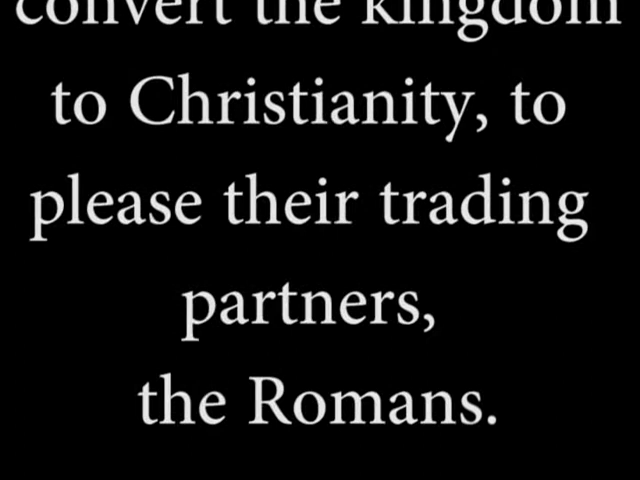 convert the kingdom
to Christianity, to
please their trading
partners,
the Romans.